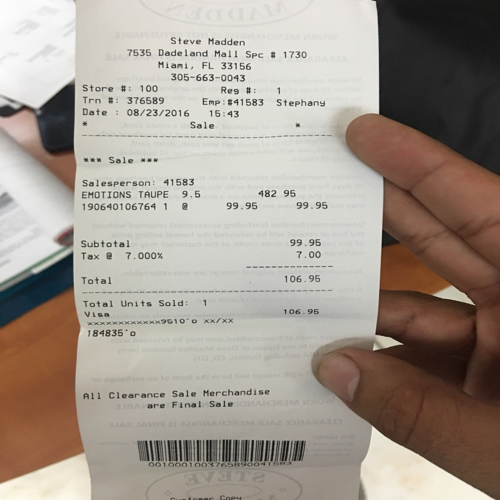 Steve Madden
7535 Dadeland Mall Spc # 1730
Miami, FL 33156
305-663-0043
Store #: 100 Reg #: 1
Trn #: 376589 Emp:#41583 Stephany
Date : 08/23/2016 15:43
* Sale *
*** Sale ***
Salesperson: 41583
EMOTIONS TAUPE 9.5 482 95
190640106764 1 @ 99.95 99.95
Subtotal 99.95
Tax @ 7.000% 7.00
Total 106.95
Total Units Sold: 1
Visa 106.95
xxxxxxxxxxxx9510°o xx/xx
184835°o
All Clearance Sale Merchandise
are Final Sale
0010001003765890041583
Customer Copy